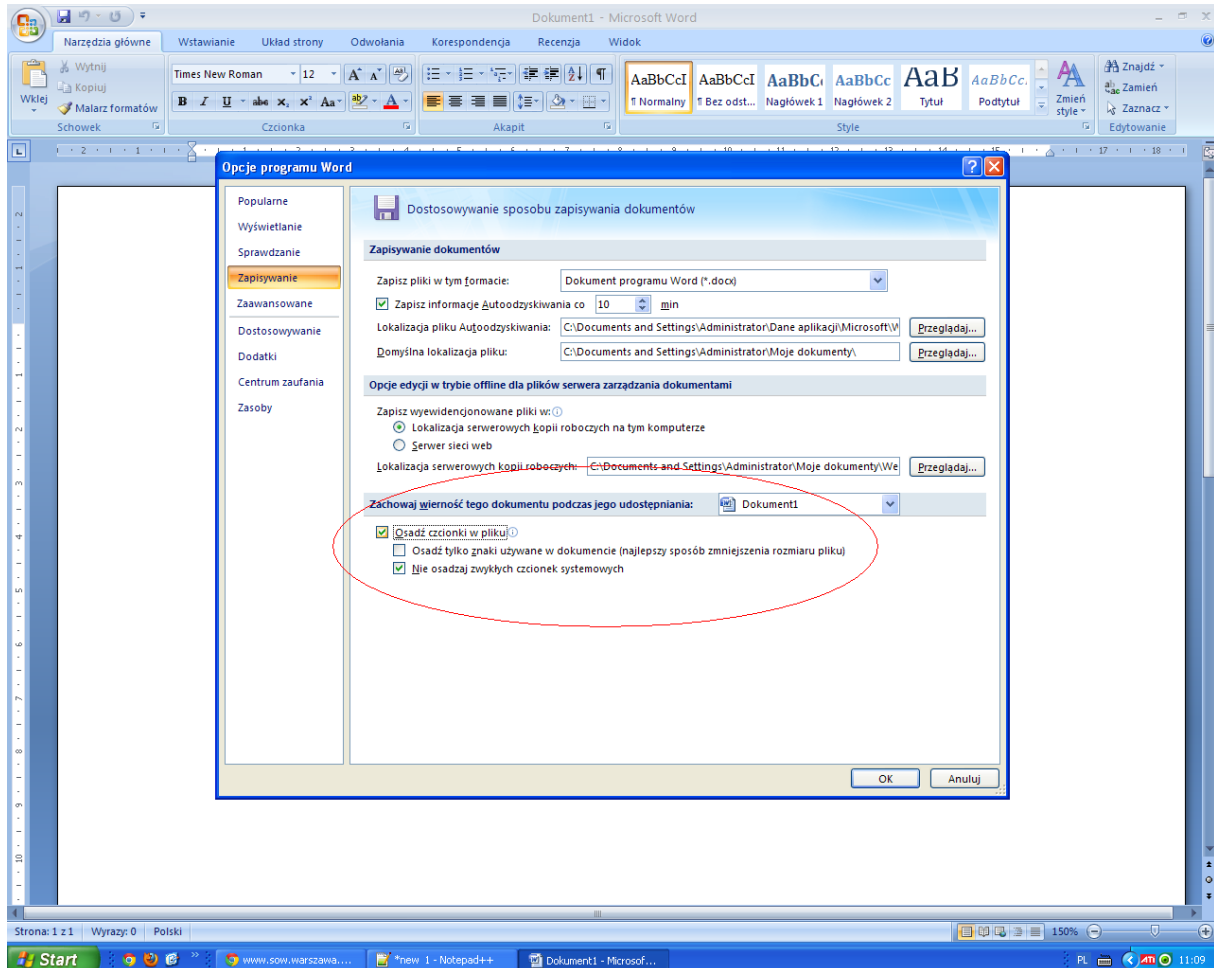 Dokument1 - Microsoft Word
Narzędzia główne Wstawianie Układ strony Odwołania Korespondencja Recenzja Widok
Wklej
Wytnij
Kopiuj
Malarz formatów
Schowek
Times New Roman 12
B I U abe x, x² Aa
Czcionka
Akapit
AaBbCcI AaBbCcI AaBbC AaBbCc AaB AaBbCc.
¶ Normalny ¶ Bez odst... Nagłówek 1 Nagłówek 2 Tytuł Podtytuł
Zmień style
Style
Znajdź
Zamień
Zaznacz
Edytowanie
Opcje programu Word
Popularne
Wyświetlanie
Sprawdzanie
Zapisywanie
Zaawansowane
Dostosowywanie
Dodatki
Centrum zaufania
Zasoby
Dostosowywanie sposobu zapisywania dokumentów
Zapisywanie dokumentów
Zapisz pliki w tym formacie: Dokument programu Word (*.docx)
Zapisz informacje Autoodzyskiwania co 10 min
Lokalizacja pliku Autoodzyskiwania: C:\Documents and Settings\Administrator\Dane aplikacji\Microsoft\W Przeglądaj...
Domyślna lokalizacja pliku: C:\Documents and Settings\Administrator\Moje dokumenty\ Przeglądaj...
Opcje edycji w trybie offline dla plików serwera zarządzania dokumentami
Zapisz wyewidencjonowane pliki w:
Lokalizacja serwerowych kopii roboczych na tym komputerze
Serwer sieci web
Lokalizacja serwerowych kopii roboczych: C:\Documents and Settings\Administrator\Moje dokumenty\We Przeglądaj...
Zachowaj wierność tego dokumentu podczas jego udostępniania: Dokument1
Osadź czcionki w pliku
Osadź tylko znaki używane w dokumencie (najlepszy sposób zmniejszenia rozmiaru pliku)
Nie osadzaj zwykłych czcionek systemowych
OK Anuluj
Strona: 1 z 1 Wyrazy: 0 Polski 150%
Start www.sow.warszawa.... *new 1 - Notepad++ Dokument1 - Microsof... PL 11:09